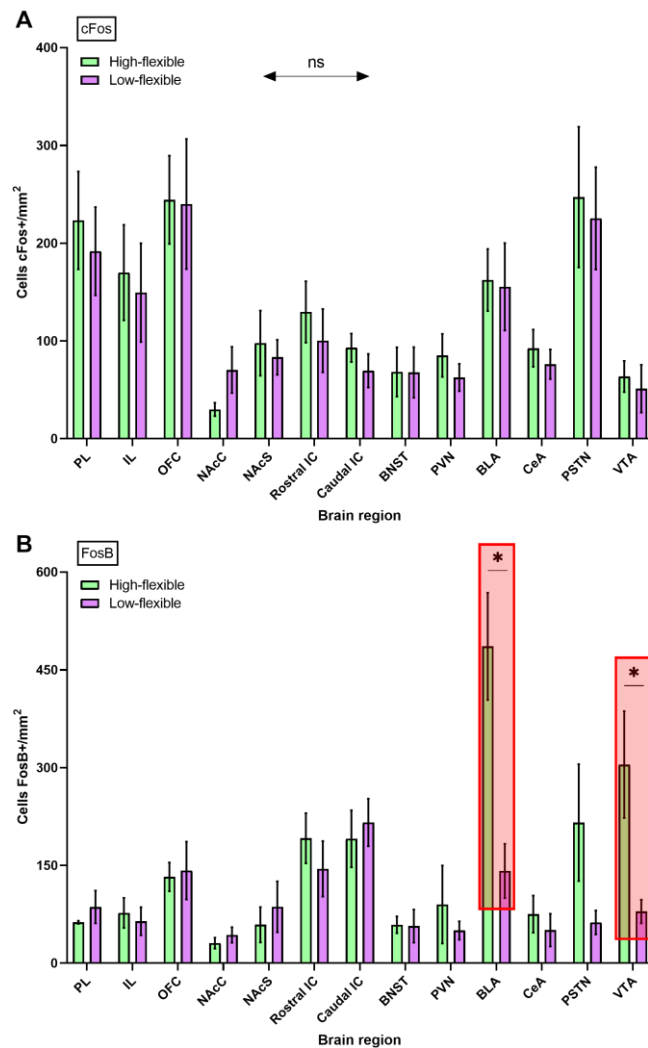 A
cFos
400
High-flexible
Low-flexible
ns
300
200
100
0
Cells cFos+/mm²
PL
IL
OFC
NAcC
NAcS
Rostral IC
Caudal IC
BNST
PVN
BLA
CeA
PSTN
VTA
Brain region
B
FosB
600
High-flexible
Low-flexible
*
*
450
300
150
0
Cells FosB+/mm²
PL
IL
OFC
NAcC
NAcS
Rostral IC
Caudal IC
BNST
PVN
BLA
CeA
PSTN
VTA
Brain region